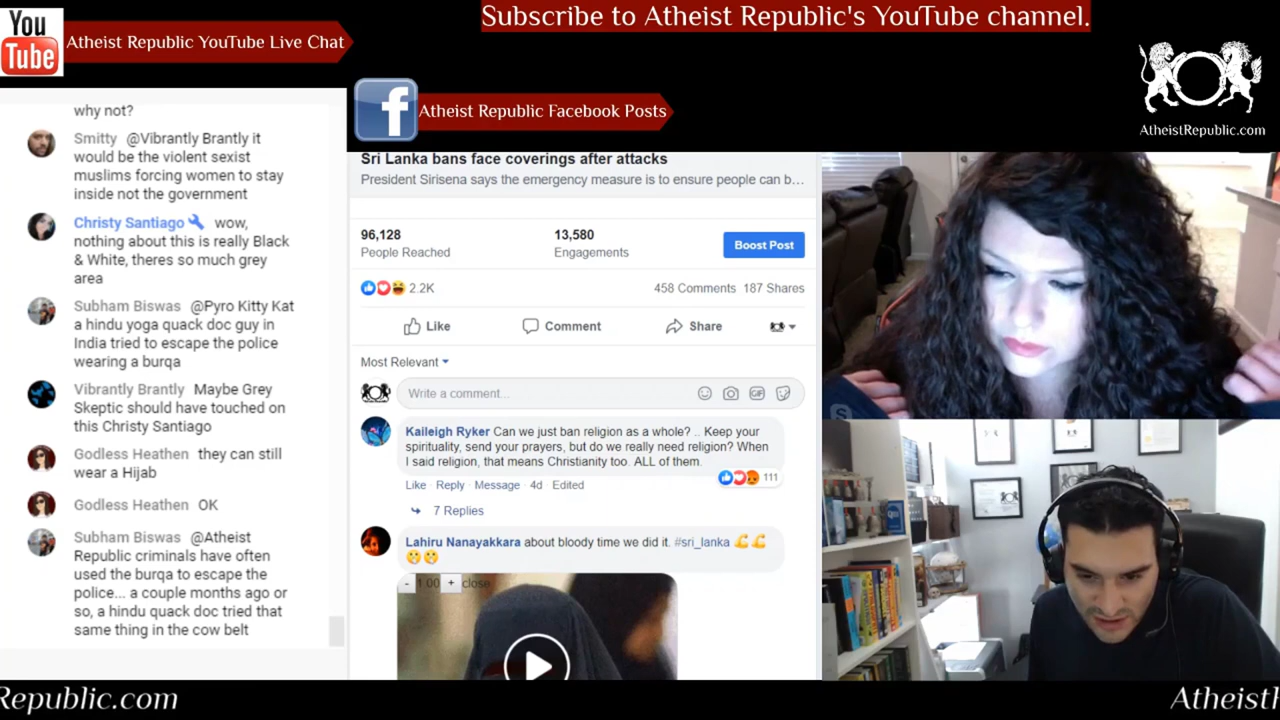 Subscribe to Atheist Republic's YouTube channel.
You
Tube
Atheist Republic YouTube Live Chat
AtheistRepublic.com
f
Atheist Republic Facebook Posts
why not?
Smitty @Vibrantly Brantly it
would be the violent sexist
muslims forcing women to stay
inside not the government
Christy Santiago wow,
nothing about this is really Black
& White, theres so much grey
area
Subham Biswas @Pyro Kitty Kat
a hindu yoga quack doc guy in
India tried to escape the police
wearing a burqa
Vibrantly Brantly Maybe Grey
Skeptic should have touched on
this Christy Santiago
Godless Heathen they can still
wear a Hijab
Godless Heathen OK
Subham Biswas @Atheist
Republic criminals have often
used the burqa to escape the
police... a couple months ago or
so, a hindu quack doc tried that
same thing in the cow belt
Sri Lanka bans face coverings after attacks
President Sirisena says the emergency measure is to ensure people can b...
96,128
People Reached
13,580
Engagements
Boost Post
2.2K
458 Comments 187 Shares
Like
Comment
Share
Most Relevant
Write a comment...
GIF
Kaileigh Ryker Can we just ban religion as a whole? .. Keep your
spirituality, send your prayers, but do we really need religion? When
I said religion, that means Christianity too. ALL of them.
111
Like · Reply · Message · 4d · Edited
7 Replies
Lahiru Nanayakkara about bloody time we did it. #sri_lanka 💪💪
😬😬
- 1.00 + close
Republic.com
Atheist